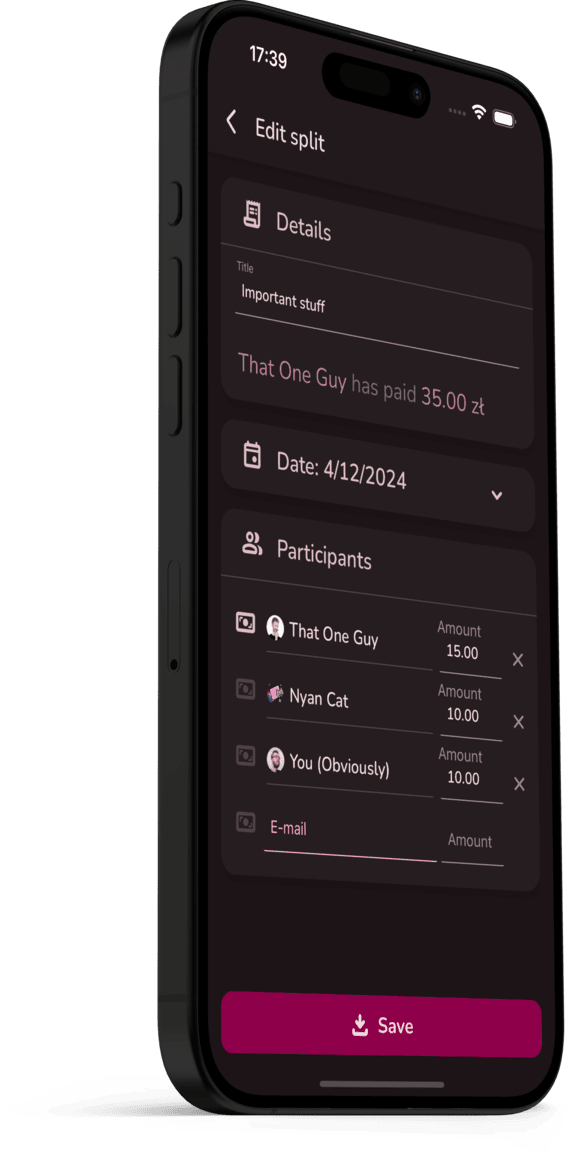 17:39
Edit split
Details
Title
Important stuff
That One Guy has paid 35.00 zł
Date: 4/12/2024
Participants
That One Guy
Amount
15.00
Nyan Cat
Amount
10.00
You (Obviously)
Amount
10.00
E-mail
Amount
Save